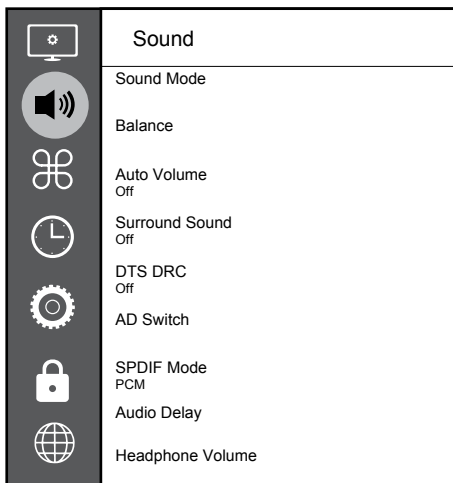 Sound
Sound Mode
Balance
Auto Volume
Off
Surround Sound
Off
DTS DRC
Off
AD Switch
SPDIF Mode
PCM
Audio Delay
Headphone Volume